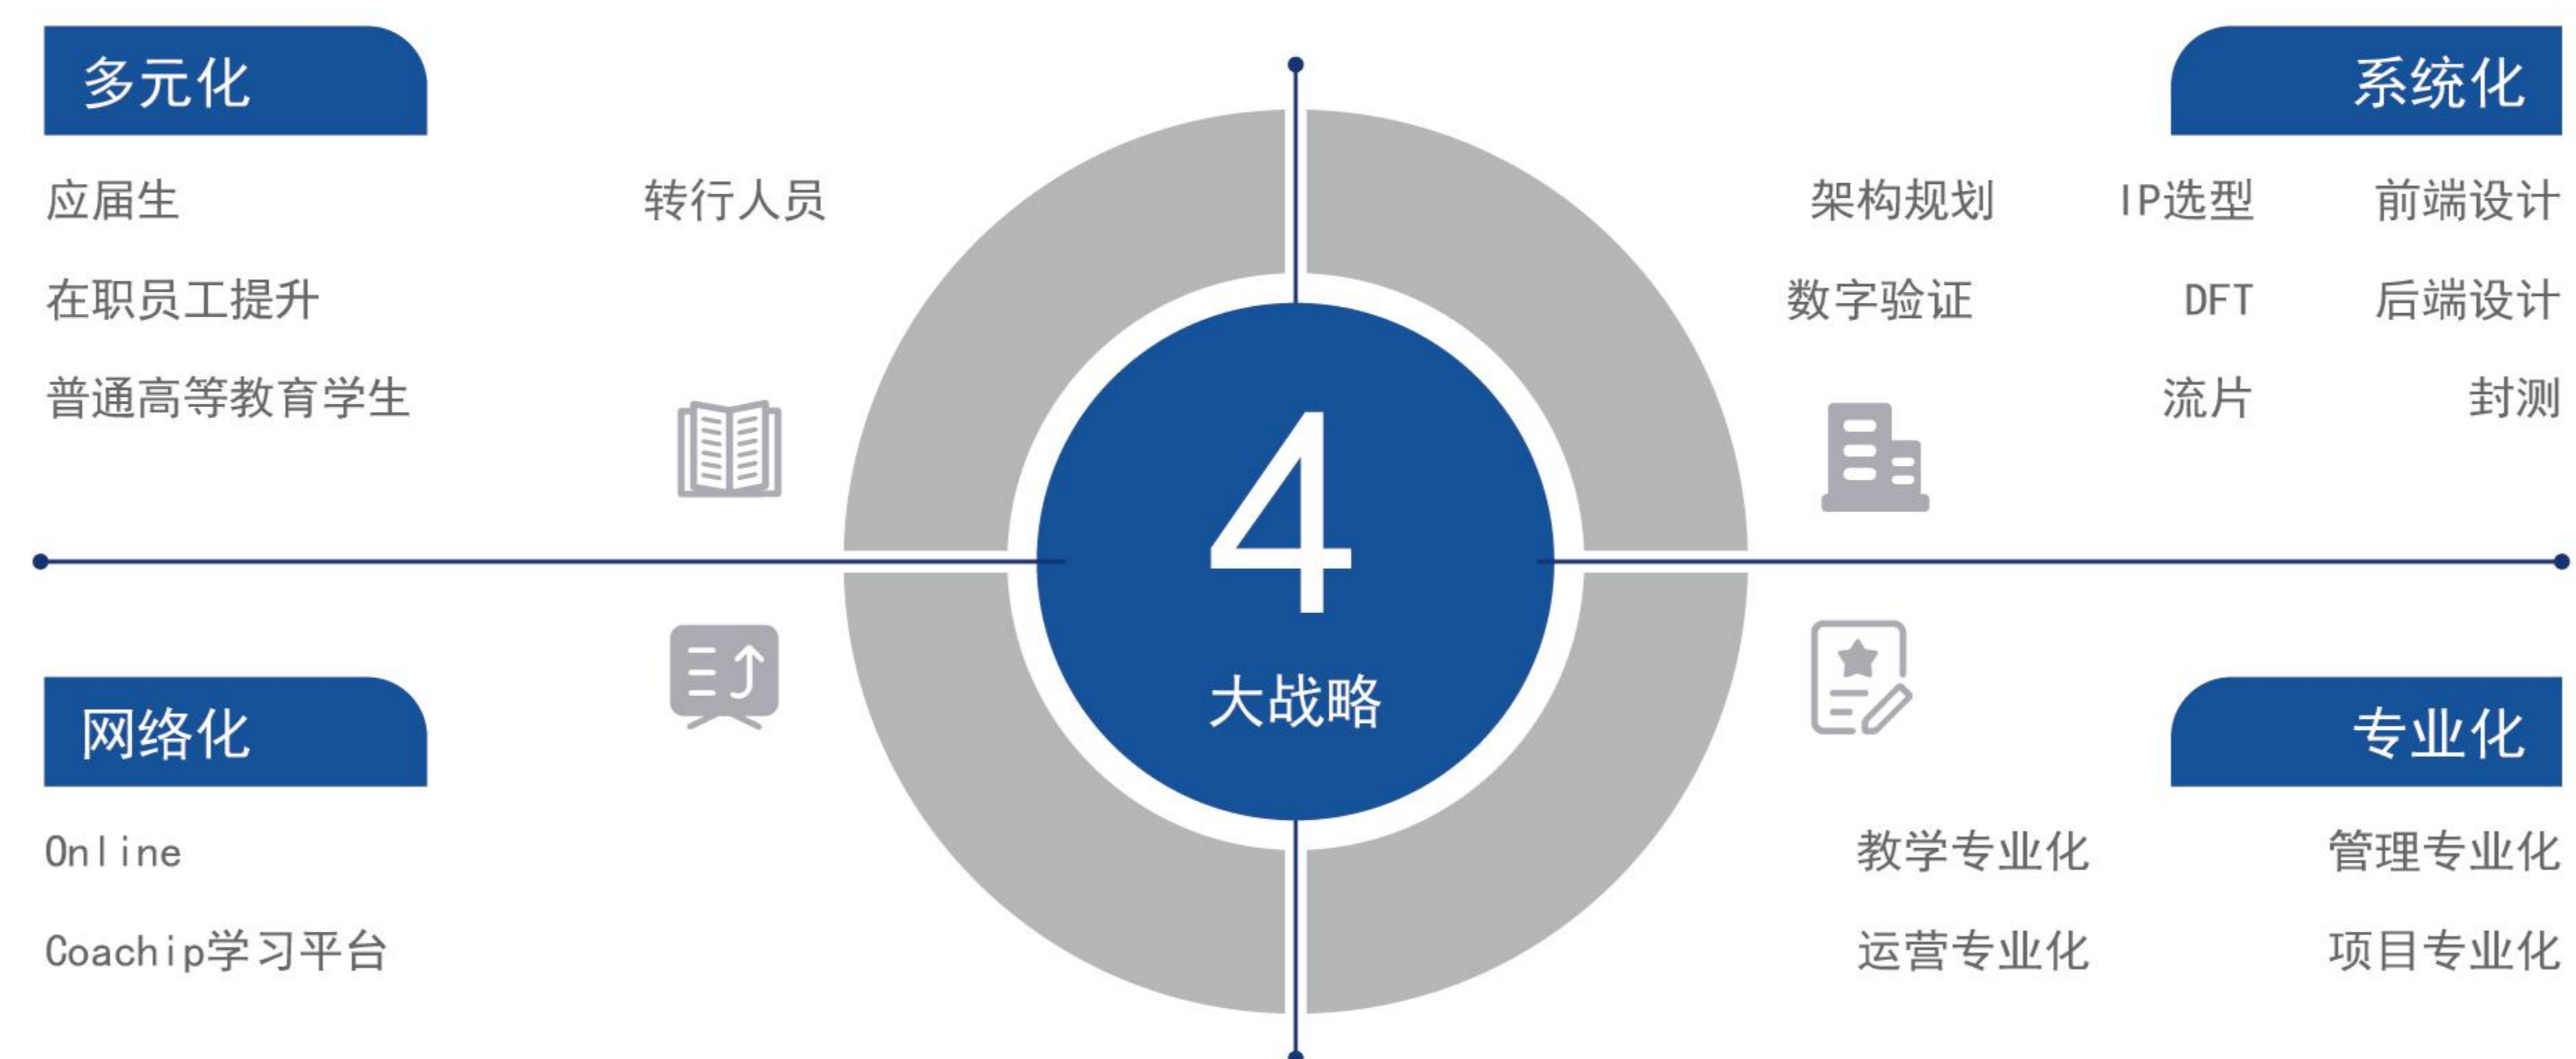 多元化
应届生 转行人员
在职员工提升
普通高等教育学生
系统化
架构规划 IP选型 前端设计
数字验证 DFT 后端设计
流片 封测
4
大战略
网络化
Online
Coachip学习平台
专业化
教学专业化 管理专业化
运营专业化 项目专业化